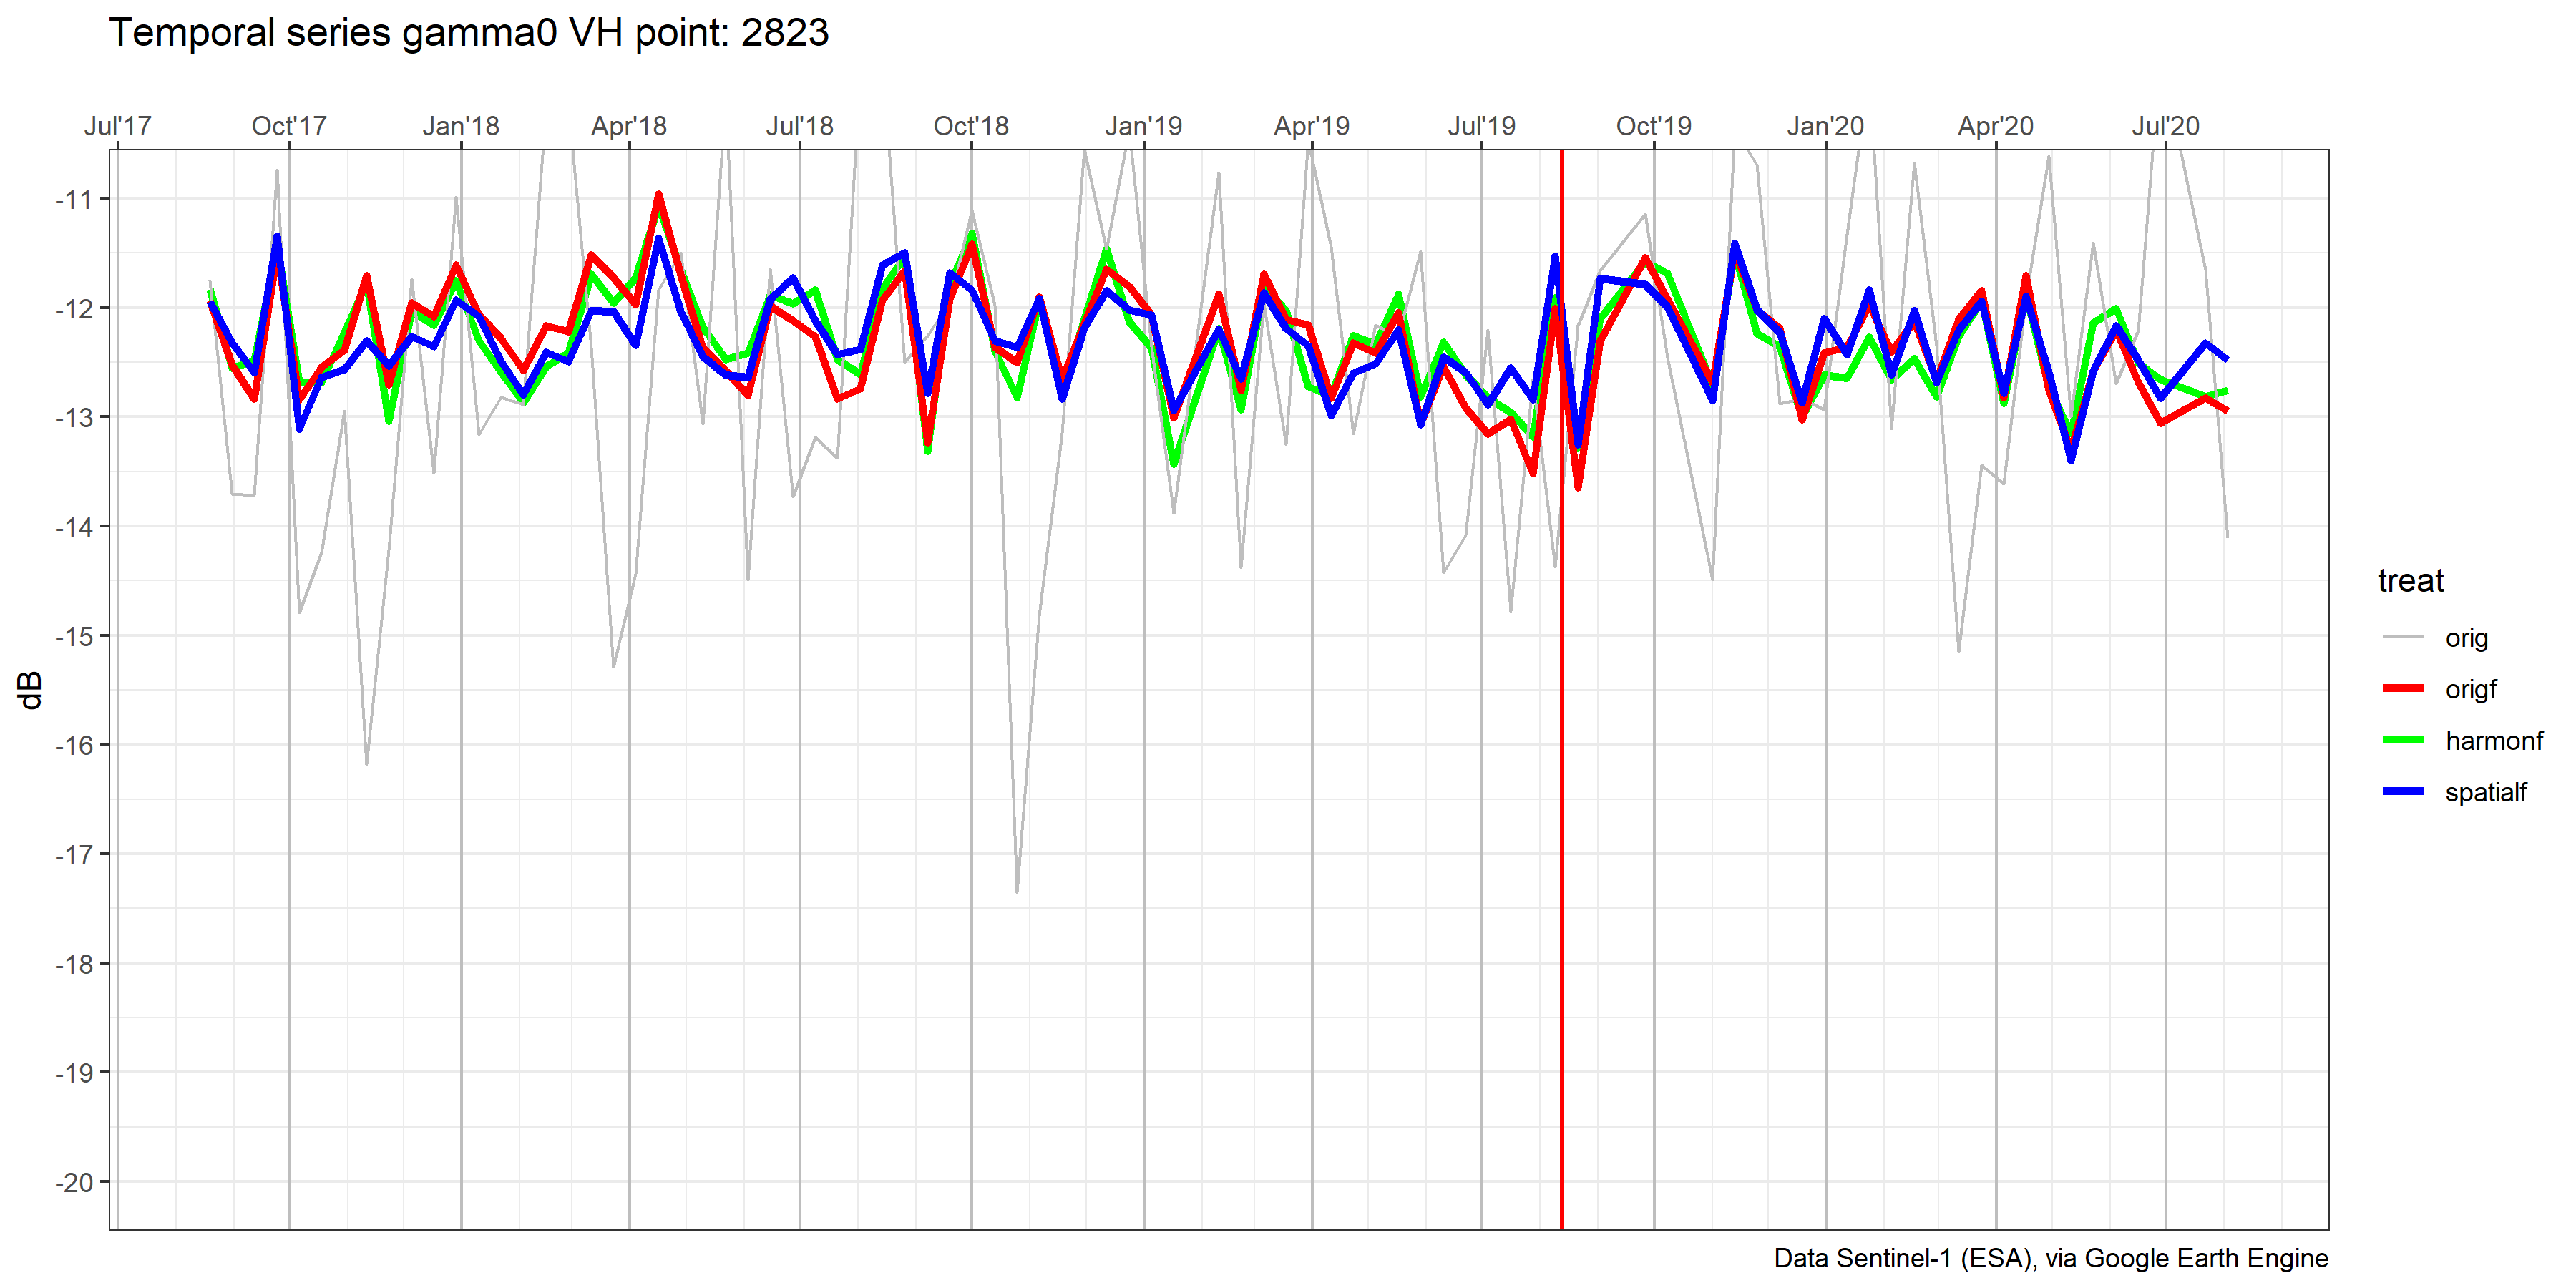 Temporal series gamma0 VH point: 2823
Jul'17 Oct'17 Jan'18 Apr'18 Jul'18 Oct'18 Jan'19 Apr'19 Jul'19 Oct'19 Jan'20 Apr'20 Jul'20
-11
-12
-13
-14
-15
-16
-17
-18
-19
-20
dB
treat
orig
origf
harmonf
spatialf
Data Sentinel-1 (ESA), via Google Earth Engine